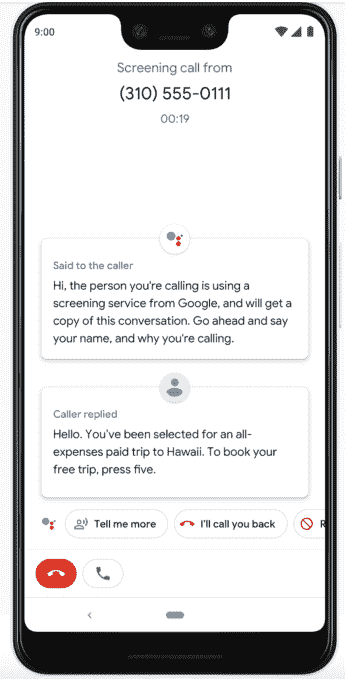 9:00
Screening call from
(310) 555-0111
00:19
Said to the caller
Hi, the person you're calling is using a
screening service from Google, and will get a
copy of this conversation. Go ahead and say
your name, and why you're calling.
Caller replied
Hello. You've been selected for an all-
expenses paid trip to Hawaii. To book your
free trip, press five.
Tell me more
I'll call you back
R